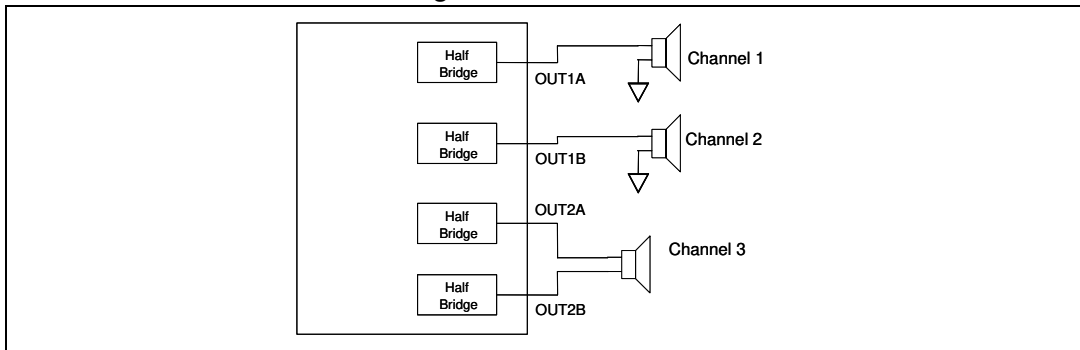 Half
Bridge
OUT1A
Channel 1
Half
Bridge
OUT1B
Channel 2
Half
Bridge
OUT2A
Channel 3
Half
Bridge
OUT2B